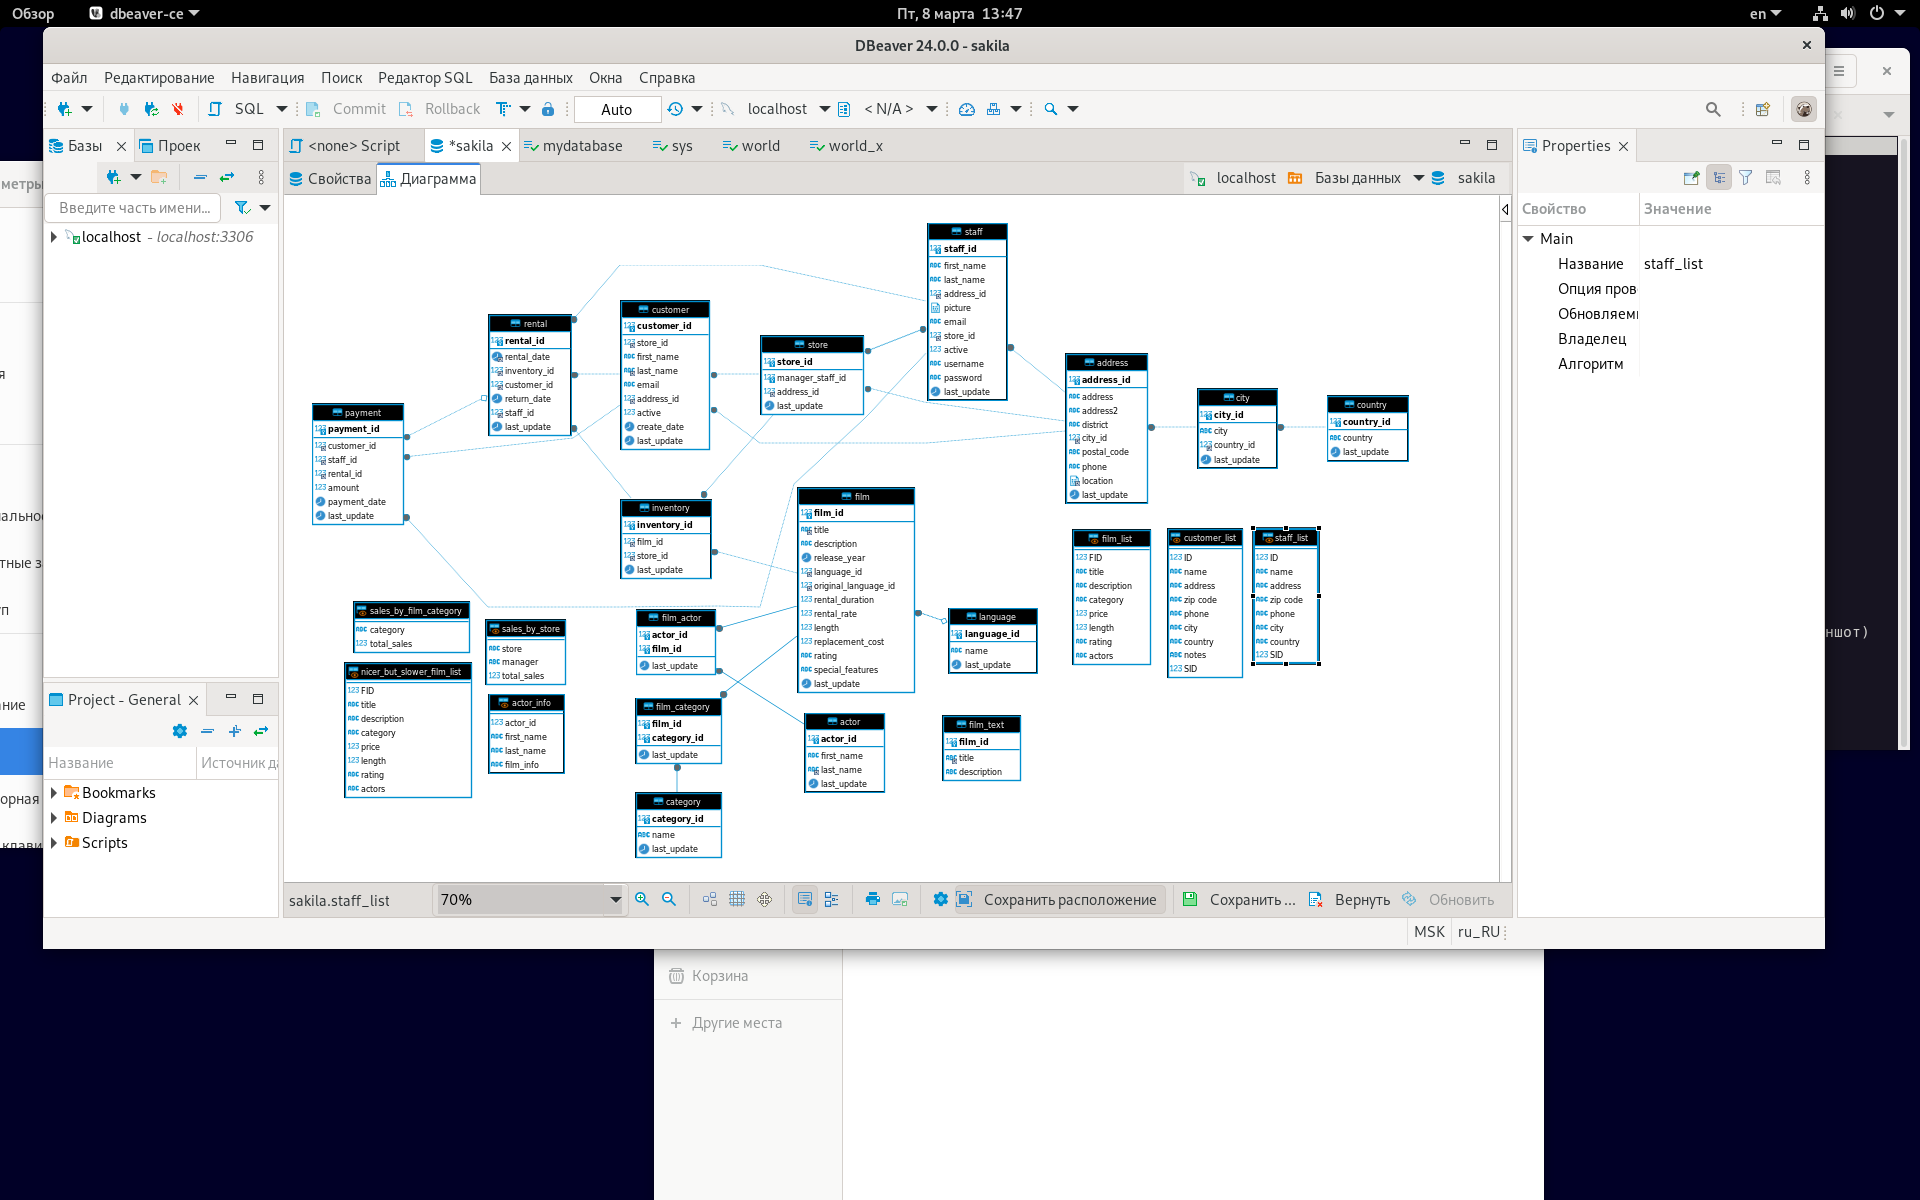 Обзор
dbeaver-ce
Пт, 8 марта 13:47
en
DBeaver 24.0.0 - sakila
Файл Редактирование Навигация Поиск Редактор SQL База данных Окна Справка
SQL Commit Rollback Auto localhost < N/A >
Базы Проек
Введите часть имени...
localhost - localhost:3306
<none> Script *sakila mydatabase sys world world_x
Свойства Диаграмма
localhost Базы данных sakila
staff
staff_id
first_name
last_name
address_id
picture
email
store_id
active
username
password
last_update
rental
rental_id
rental_date
inventory_id
customer_id
return_date
staff_id
last_update
customer
customer_id
store_id
first_name
last_name
email
address_id
active
create_date
last_update
store
store_id
manager_staff_id
address_id
last_update
address
address_id
address
address2
district
city_id
postal_code
phone
location
last_update
city
city_id
city
country_id
last_update
country
country_id
country
last_update
payment
payment_id
customer_id
staff_id
rental_id
amount
payment_date
last_update
inventory
inventory_id
film_id
store_id
last_update
film
film_id
title
description
release_year
language_id
original_language_id
rental_duration
rental_rate
length
replacement_cost
rating
special_features
last_update
film_list
FID
title
description
category
price
length
rating
actors
customer_list
ID
name
address
zip code
phone
city
country
notes
SID
staff_list
ID
name
address
zip code
phone
city
country
SID
sales_by_film_category
category
total_sales
sales_by_store
store
manager
total_sales
film_actor
actor_id
film_id
last_update
language
language_id
name
last_update
nicer_but_slower_film_list
FID
title
description
category
price
length
rating
actors
actor_info
actor_id
first_name
last_name
film_info
film_category
film_id
category_id
last_update
actor
actor_id
first_name
last_name
last_update
film_text
film_id
title
description
category
category_id
name
last_update
Project - General
Название Источник да
Bookmarks
Diagrams
Scripts
sakila.staff_list 70% Сохранить расположение Сохранить ... Вернуть Обновить
MSK ru_RU
Properties
Свойство Значение
Main
Название staff_list
Опция пров
Обновляем
Владелец
Алгоритм
Корзина
Другие места
ншот)